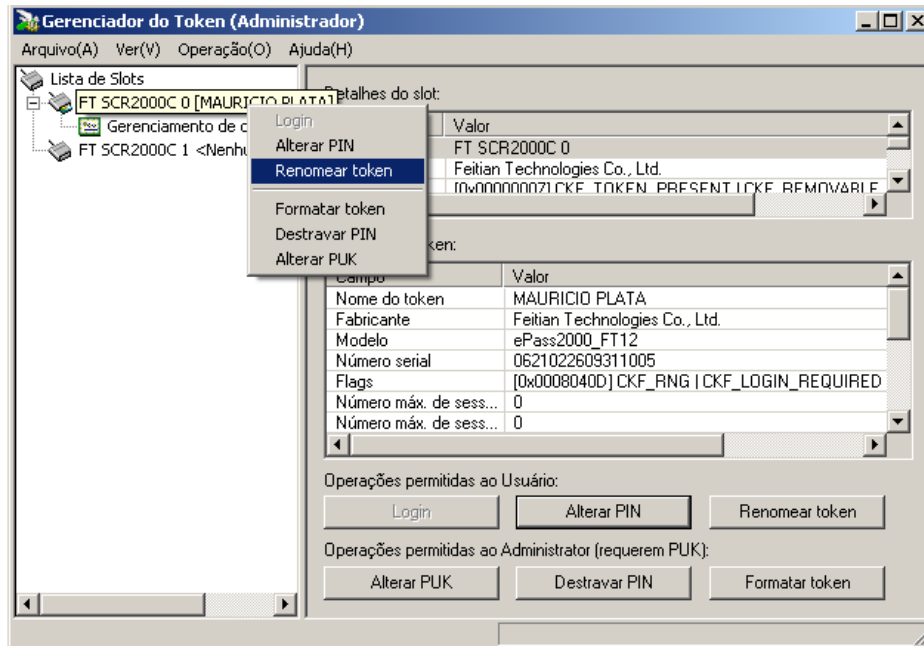 Gerenciador do Token (Administrador)
Arquivo(A) Ver(V) Operação(O) Ajuda(H)
Lista de Slots
FT SCR2000C 0 [MAURICIO PLATA]
Gerenciamento de c
FT SCR2000C 1 <Nenhu
Login
Alterar PIN
Renomear token
Formatar token
Destravar PIN
Alterar PUK
etalhes do slot:
Valor
FT SCR2000C 0
Feitian Technologies Co., Ltd.
[0x00000007] CKF_TOKEN_PRESENT | CKF_REMOVABLE
ken:
Campo Valor
Nome do token MAURICIO PLATA
Fabricante Feitian Technologies Co., Ltd.
Modelo ePass2000_FT12
Número serial 0621022609311005
Flags [0x0008040D] CKF_RNG | CKF_LOGIN_REQUIRED
Número máx. de sess... 0
Número máx. de sess... 0
Operações permitidas ao Usuário:
Login Alterar PIN Renomear token
Operações permitidas ao Administrator (requerem PUK):
Alterar PUK Destravar PIN Formatar token